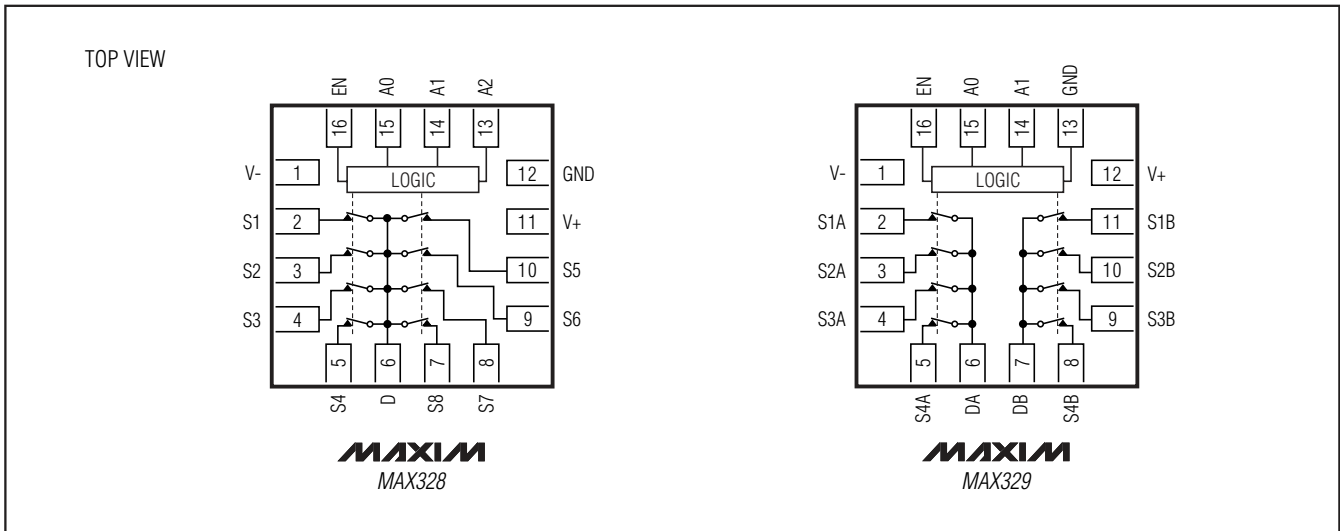 TOP VIEW
EN A0 A1 A2
16 15 14 13
V- 1 LOGIC 12 GND
S1 2 11 V+
S2 3 10 S5
S3 4 9 S6
5 6 7 8
S4 D S8 S7
MAXIM
MAX328
EN A0 A1 GND
16 15 14 13
V- 1 LOGIC 12 V+
S1A 2 11 S1B
S2A 3 10 S2B
S3A 4 9 S3B
5 6 7 8
S4A DA DB S4B
MAXIM
MAX329